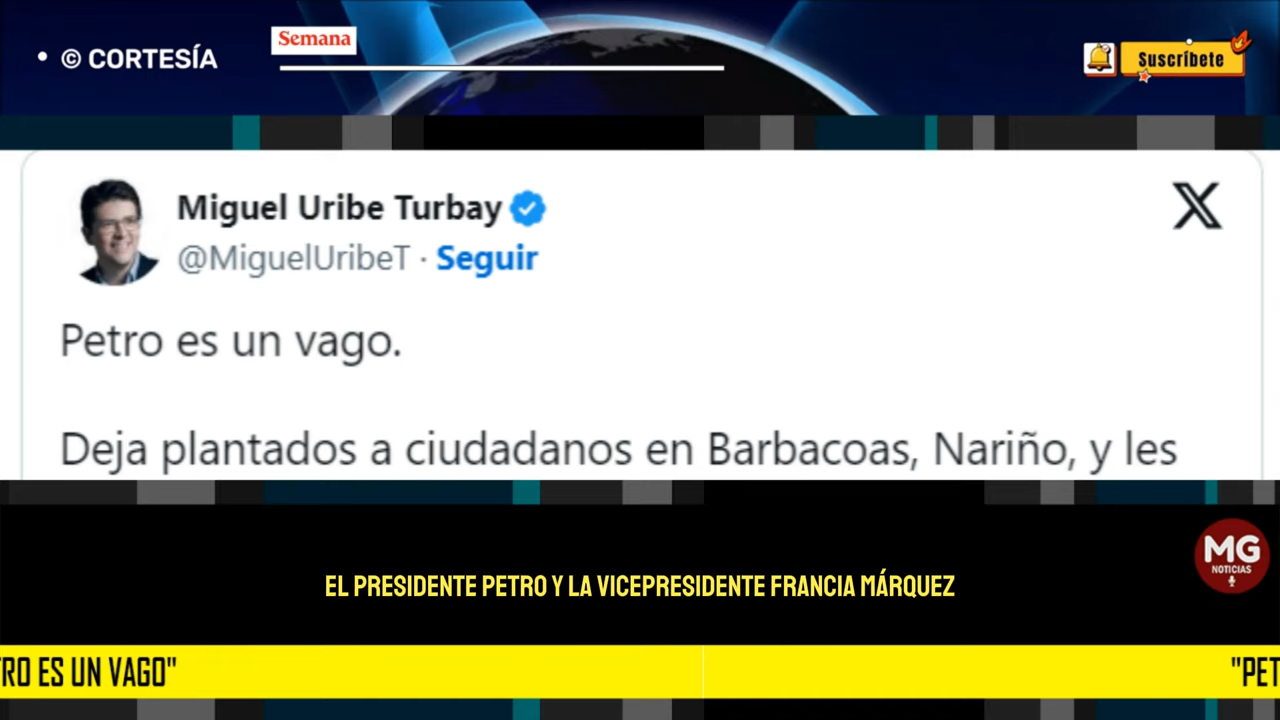 • © CORTESÍA
Semana
Suscríbete
Miguel Uribe Turbay
@MiguelUribeT · Seguir
X
Petro es un vago.
Deja plantados a ciudadanos en Barbacoas, Nariño, y les
MG
NOTICIAS
EL PRESIDENTE PETRO Y LA VICEPRESIDENTE FRANCIA MÁRQUEZ
RO ES UN VAGO" "PET